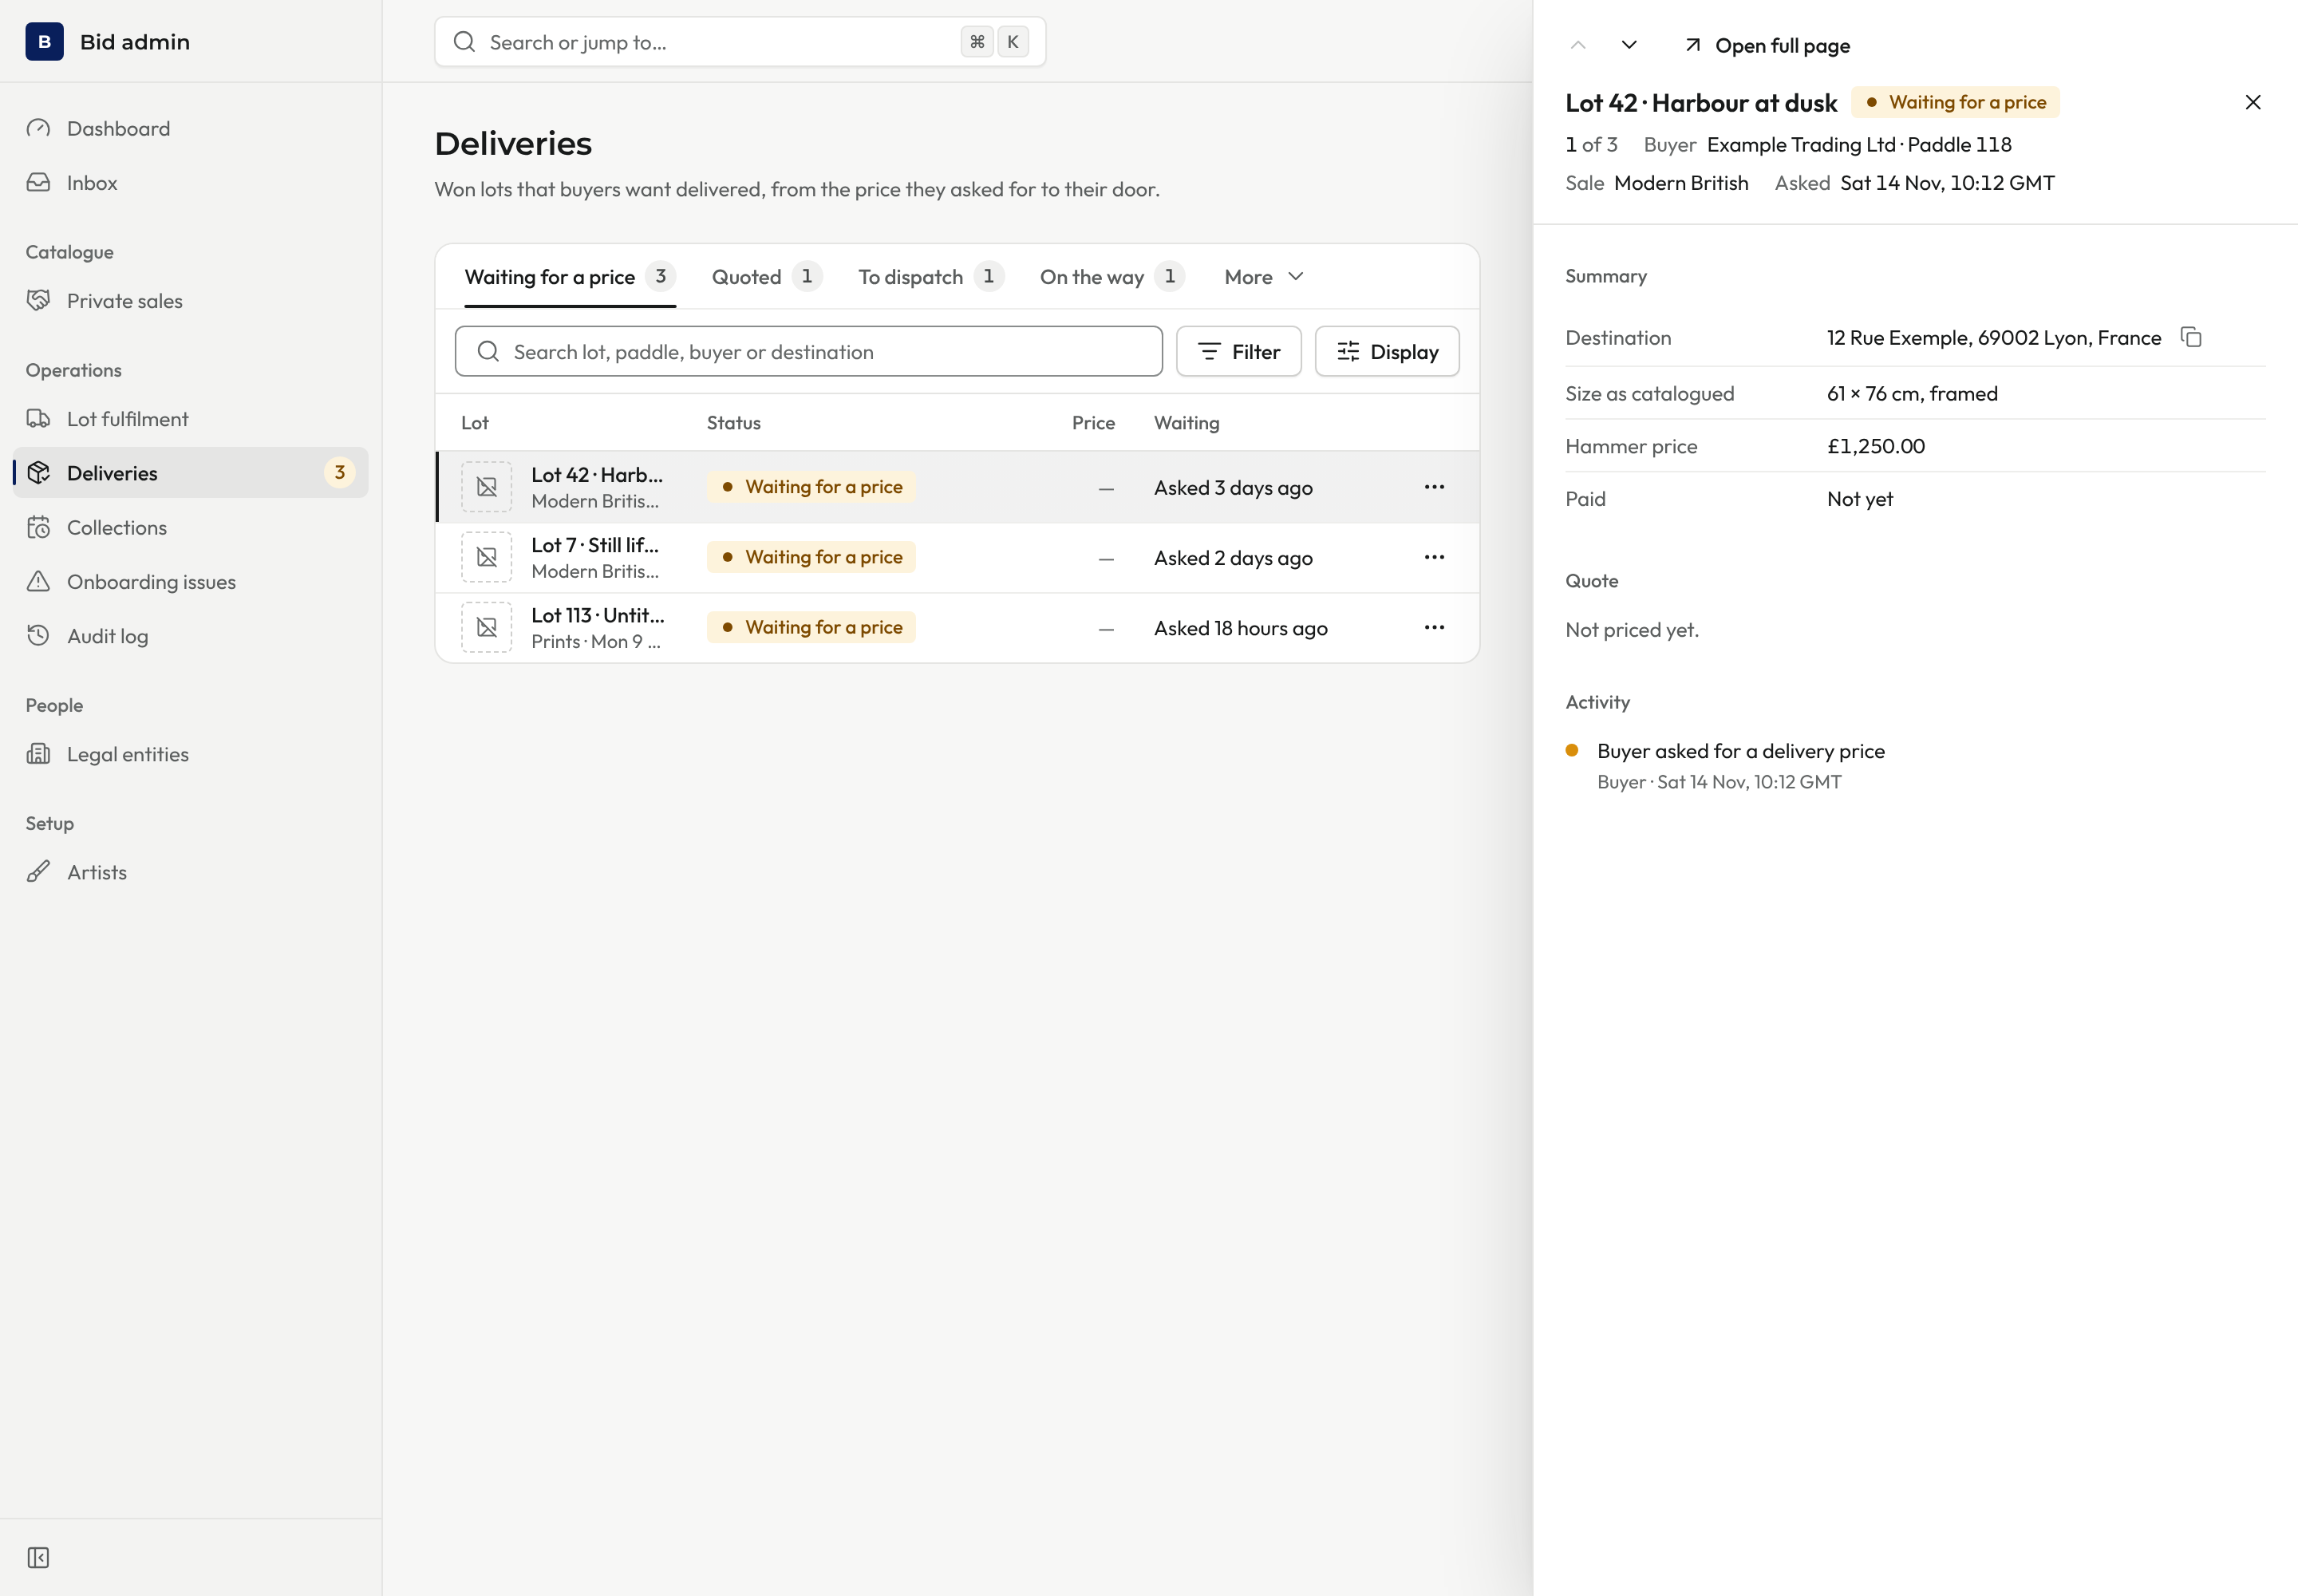 B Bid admin
Dashboard
Inbox
Catalogue
Private sales
Operations
Lot fulfilment
Deliveries 3
Collections
Onboarding issues
Audit log
People
Legal entities
Setup
Artists
Search or jump to... ⌘ K
Deliveries
Won lots that buyers want delivered, from the price they asked for to their door.
Waiting for a price 3 Quoted 1 To dispatch 1 On the way 1 More
Search lot, paddle, buyer or destination Filter Display
Lot Status Price Waiting
Lot 42 · Harb... Waiting for a price — Asked 3 days ago
Modern Britis...
Lot 7 · Still lif... Waiting for a price — Asked 2 days ago
Modern Britis...
Lot 113 · Untit... Waiting for a price — Asked 18 hours ago
Prints · Mon 9 ...
Open full page
Lot 42 · Harbour at dusk Waiting for a price
1 of 3 Buyer Example Trading Ltd · Paddle 118
Sale Modern British Asked Sat 14 Nov, 10:12 GMT
Summary
Destination 12 Rue Exemple, 69002 Lyon, France
Size as catalogued 61 × 76 cm, framed
Hammer price £1,250.00
Paid Not yet
Quote
Not priced yet.
Activity
Buyer asked for a delivery price
Buyer · Sat 14 Nov, 10:12 GMT